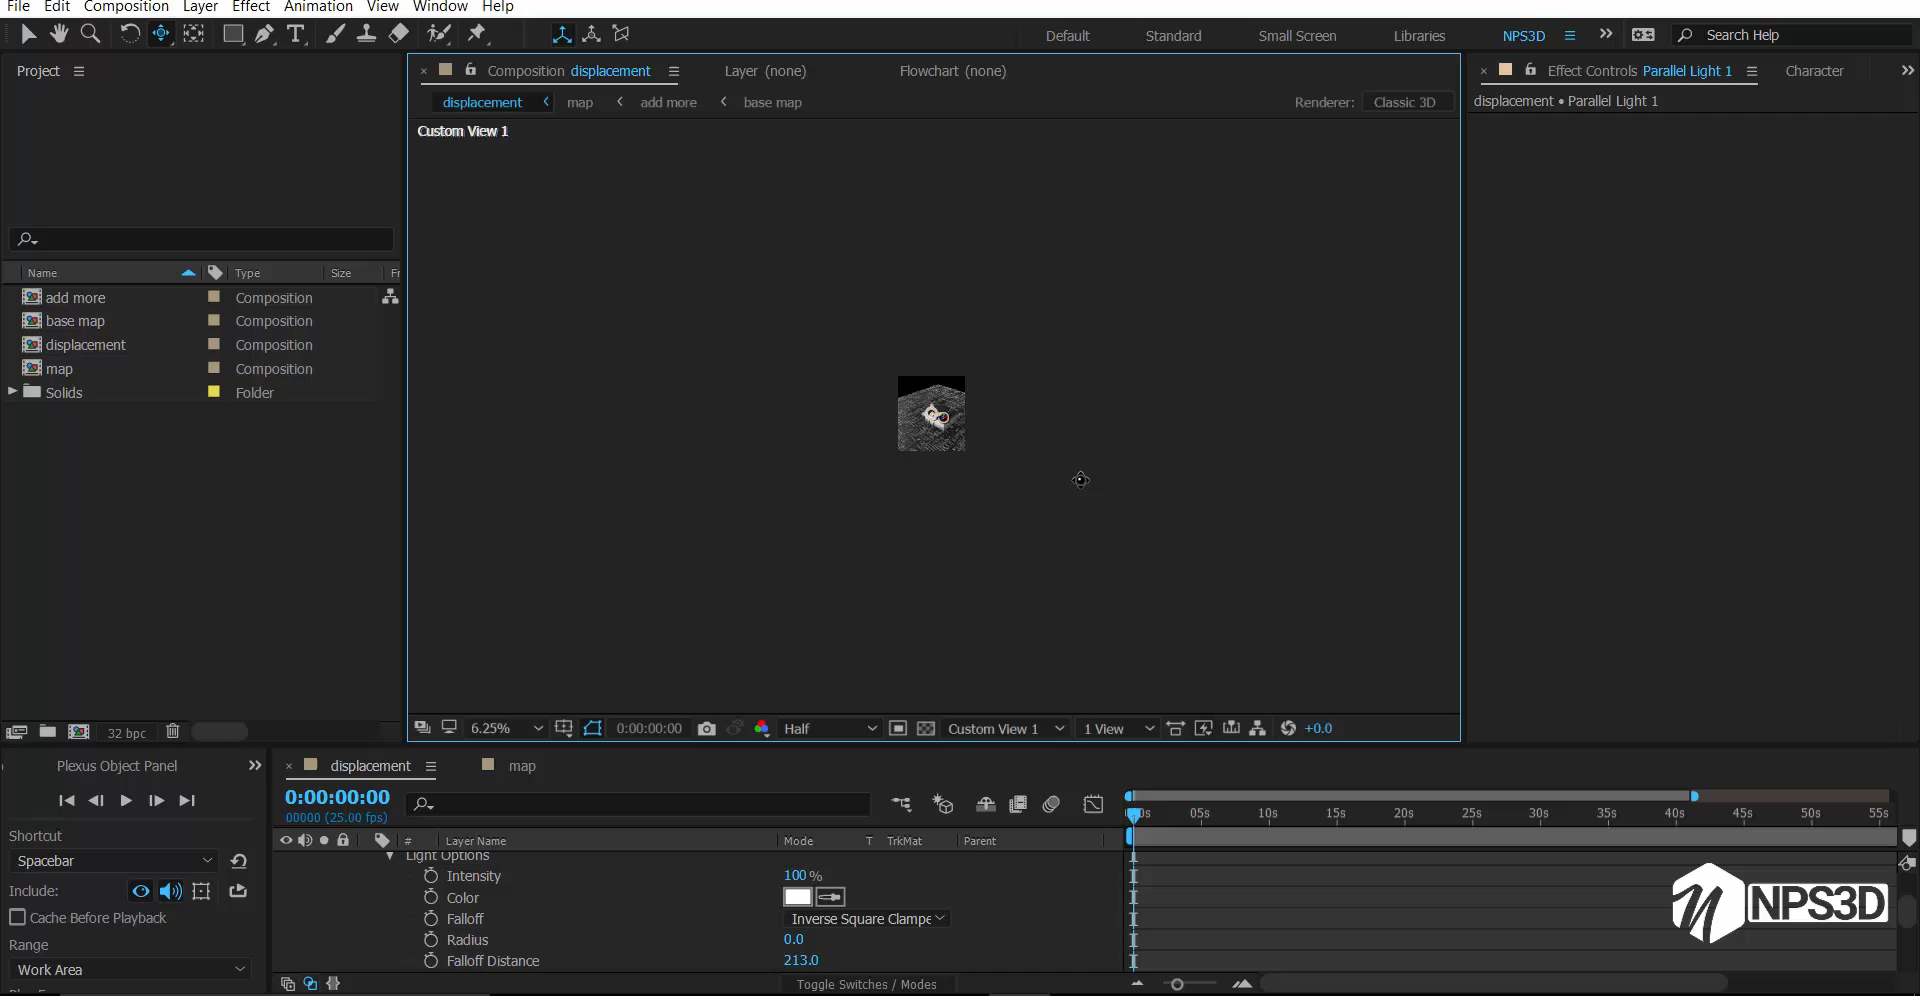 File Edit Composition Layer Effect Animation View Window Help
Default Standard Small Screen Libraries NPS3D Search Help
Project
Composition displacement Layer (none) Flowchart (none)
Effect Controls Parallel Light 1 Character
displacement map add more base map Renderer: Classic 3D
displacement • Parallel Light 1
Custom View 1
Name Type Size Fr
add more Composition
base map Composition
displacement Composition
map Composition
Solids Folder
32 bpc
6.25% 0:00:00:00 Half Custom View 1 1 View +0.0
Plexus Object Panel
displacement map
0:00:00:00
00000 (25.00 fps)
05s 10s 15s 20s 25s 30s 35s 40s 45s 50s 55s
Shortcut
Spacebar
Include:
Cache Before Playback
Range
Work Area
# Layer Name Mode T TrkMat Parent
Light Options
Intensity 100 %
Color
Falloff Inverse Square Clampe
Radius 0.0
Falloff Distance 213.0
Toggle Switches / Modes
NPS3D